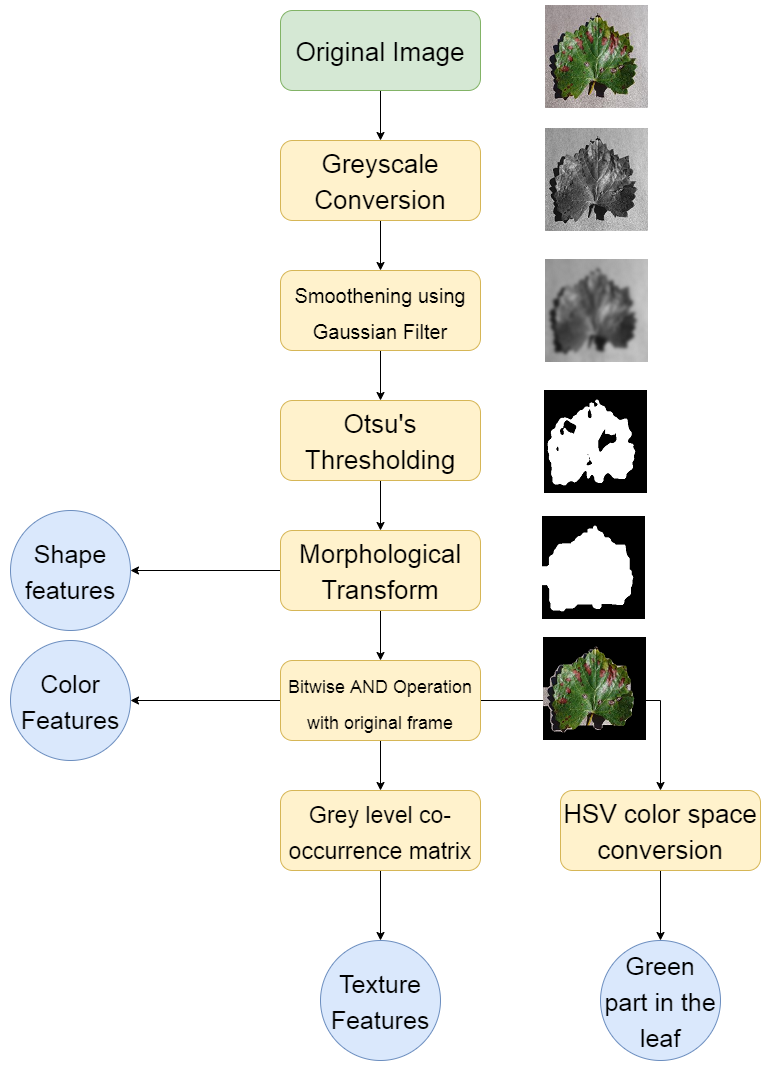 Original Image
Greyscale
Conversion
Smoothening using
Gaussian Filter
Otsu's
Thresholding
Morphological
Transform
Shape
features
Bitwise AND Operation
with original frame
Color
Features
Grey level co-
occurrence matrix
HSV color space
conversion
Texture
Features
Green
part in the
leaf